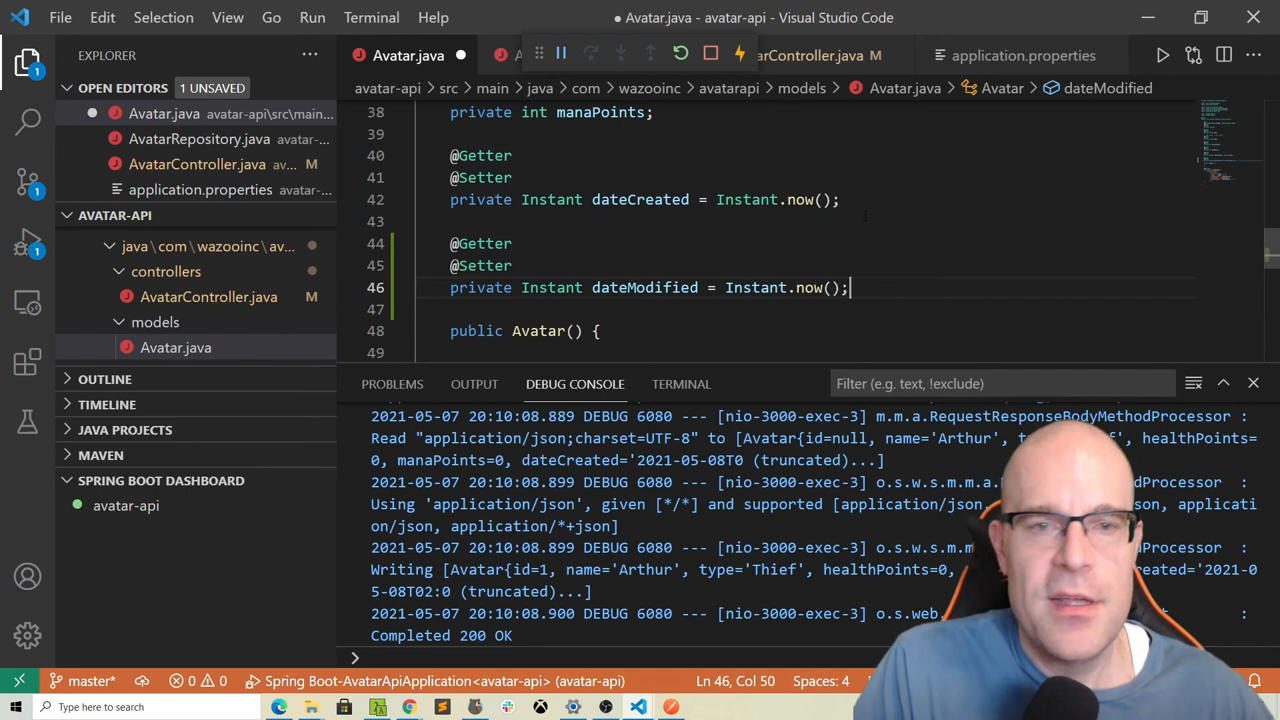 File Edit Selection View Go Run Terminal Help
● Avatar.java - avatar-api - Visual Studio Code
EXPLORER
OPEN EDITORS 1 UNSAVED
Avatar.java avatar-api\src\main...
AvatarRepository.java avatar-...
AvatarController.java av... M
application.properties avatar-...
AVATAR-API
java\com\wazooinc\av...
controllers
AvatarController.java M
models
Avatar.java
OUTLINE
TIMELINE
JAVA PROJECTS
MAVEN
SPRING BOOT DASHBOARD
avatar-api
1
1
1
Avatar.java ●
arController.java M
application.properties
avatar-api > src > main > java > com > wazooinc > avatarapi > models > Avatar.java > Avatar > dateModified
38 private int manaPoints;
39
40 @Getter
41 @Setter
42 private Instant dateCreated = Instant.now();
43
44 @Getter
45 @Setter
46 private Instant dateModified = Instant.now();
47
48 public Avatar() {
49
PROBLEMS OUTPUT DEBUG CONSOLE TERMINAL Filter (e.g. text, !exclude)
2021-05-07 20:10:08.889 DEBUG 6080 --- [nio-3000-exec-3] m.m.a.RequestResponseBodyMethodProcessor :
Read "application/json;charset=UTF-8" to [Avatar{id=null, name='Arthur', healthPoints=
0, manaPoints=0, dateCreated='2021-05-08T0 (truncated)...]
2021-05-07 20:10:08.899 DEBUG 6080 --- [nio-3000-exec-3] o.s.w.s.m.m.a. Processor :
Using 'application/json', given [*/*] and supported [application/json, applicati
on/json, application/*+json]
2021-05-07 20:10:08.899 DEBUG 6080 --- [nio-3000-exec-3] o.s.w.s.m.m :
Writing [Avatar{id=1, name='Arthur', type='Thief', healthPoints=0, '2021-0
5-08T02:0 (truncated)...]
2021-05-07 20:10:08.900 DEBUG 6080 --- [nio-3000-exec-3] o.s.web. :
Completed 200 OK
>
master* 0 0 Spring Boot-AvatarApiApplication<avatar-api> (avatar-api) Ln 46, Col 50 Spaces: 4
Type here to search